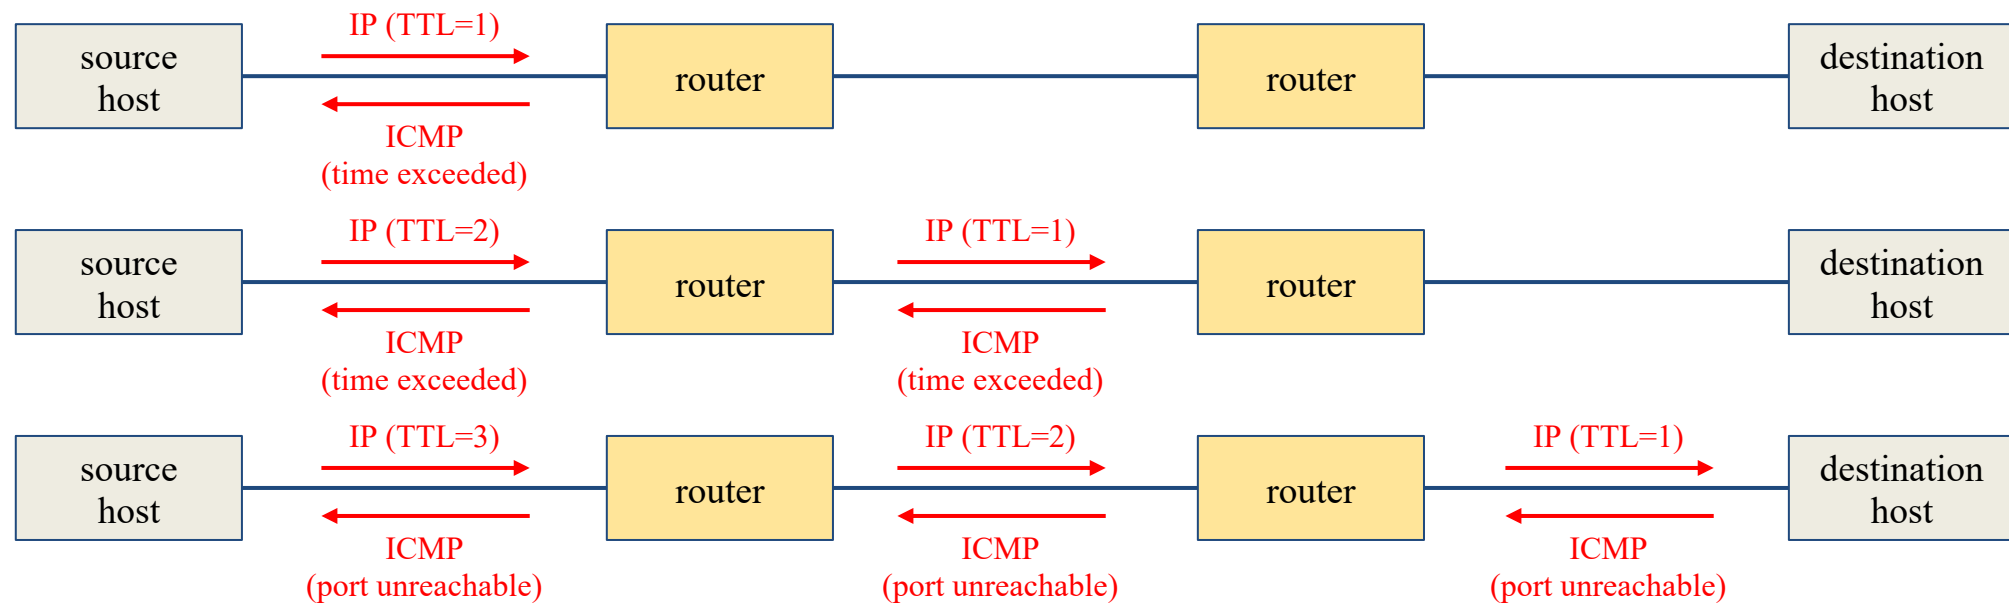 IP (TTL=1)
source
host
router
router
destination
host
ICMP
(time exceeded)
IP (TTL=2)
IP (TTL=1)
source
host
router
router
destination
host
ICMP
(time exceeded)
ICMP
(time exceeded)
IP (TTL=3)
IP (TTL=2)
IP (TTL=1)
source
host
router
router
destination
host
ICMP
(port unreachable)
ICMP
(port unreachable)
ICMP
(port unreachable)